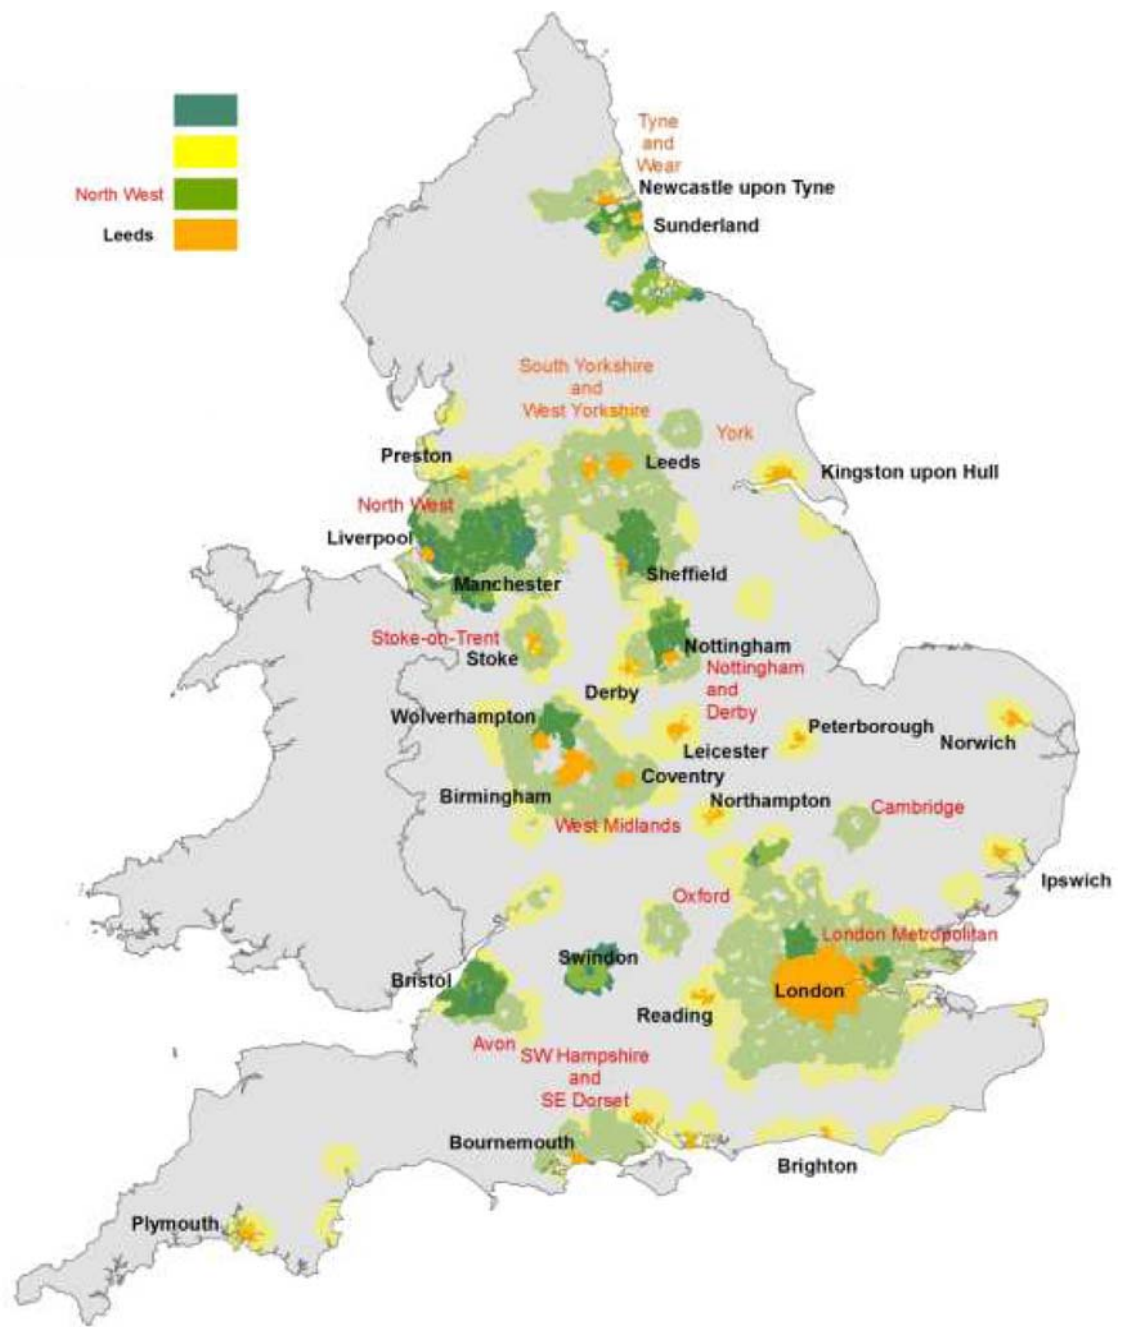 North West
Leeds
Tyne
and
Wear
Newcastle upon Tyne
Sunderland
South Yorkshire
and
West Yorkshire
York
Preston
Leeds
Kingston upon Hull
North West
Liverpool
Manchester
Sheffield
Stoke-on-Trent
Stoke
Nottingham
Nottingham
and
Derby
Derby
Wolverhampton
Leicester
Peterborough
Norwich
Coventry
Birmingham
Northampton
Cambridge
West Midlands
Ipswich
Oxford
London Metropolitan
Swindon
Bristol
London
Reading
Avon
SW Hampshire
and
SE Dorset
Bournemouth
Brighton
Plymouth